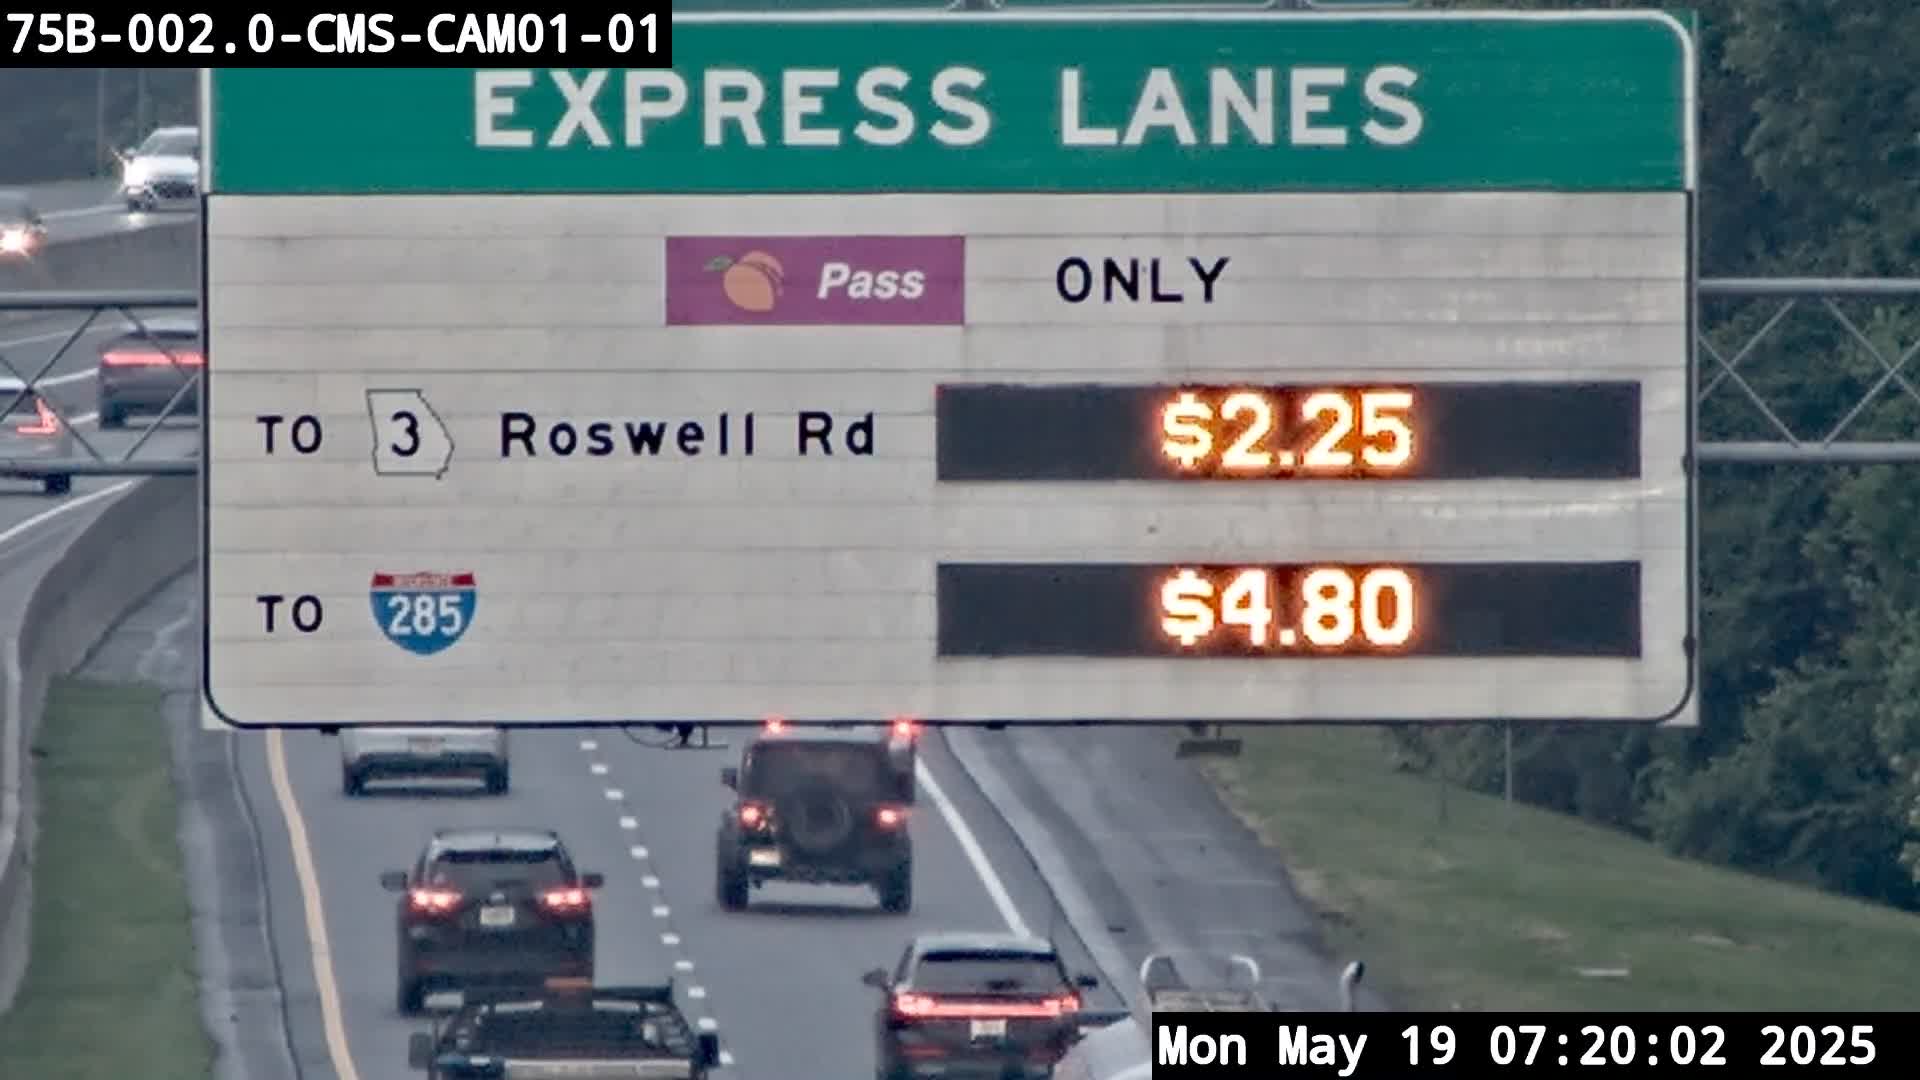 75B-002.0-CMS-CAM01-01
EXPRESS LANES
Pass ONLY
TO 3 Roswell Rd $2.25
TO 285 $4.80
Mon May 19 07:20:02 2025